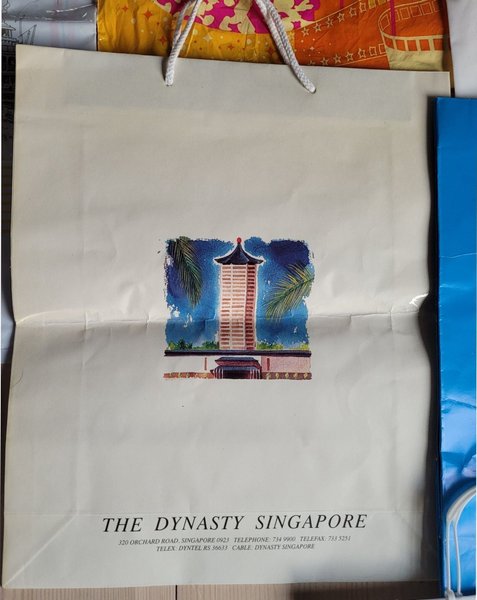 THE DYNASTY SINGAPORE
320 ORCHARD ROAD, SINGAPORE 0923 TELEPHONE: 734 9900 TELEFAX: 733 5251
TELEX: DYNTEL RS 36633 CABLE: DYNASTY SINGAPORE